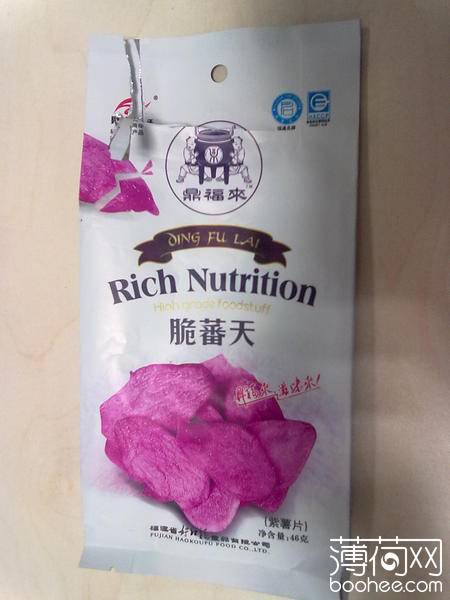 鼎福來
DING FU LAI
Rich Nutrition
High grade foodstuff
脆蕃天
{紫薯片}
净含量:46克
FUJIAN HAOKOUFU FOOD CO.,LTD.
薄荷网
boohee.com
HACCP